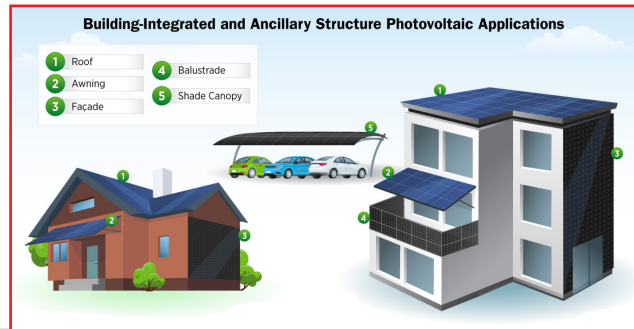 Building-Integrated and Ancillary Structure Photovoltaic Applications
1 Roof
2 Awning
3 Façade
4 Balustrade
5 Shade Canopy
5
1
2
3
1
2
3
4